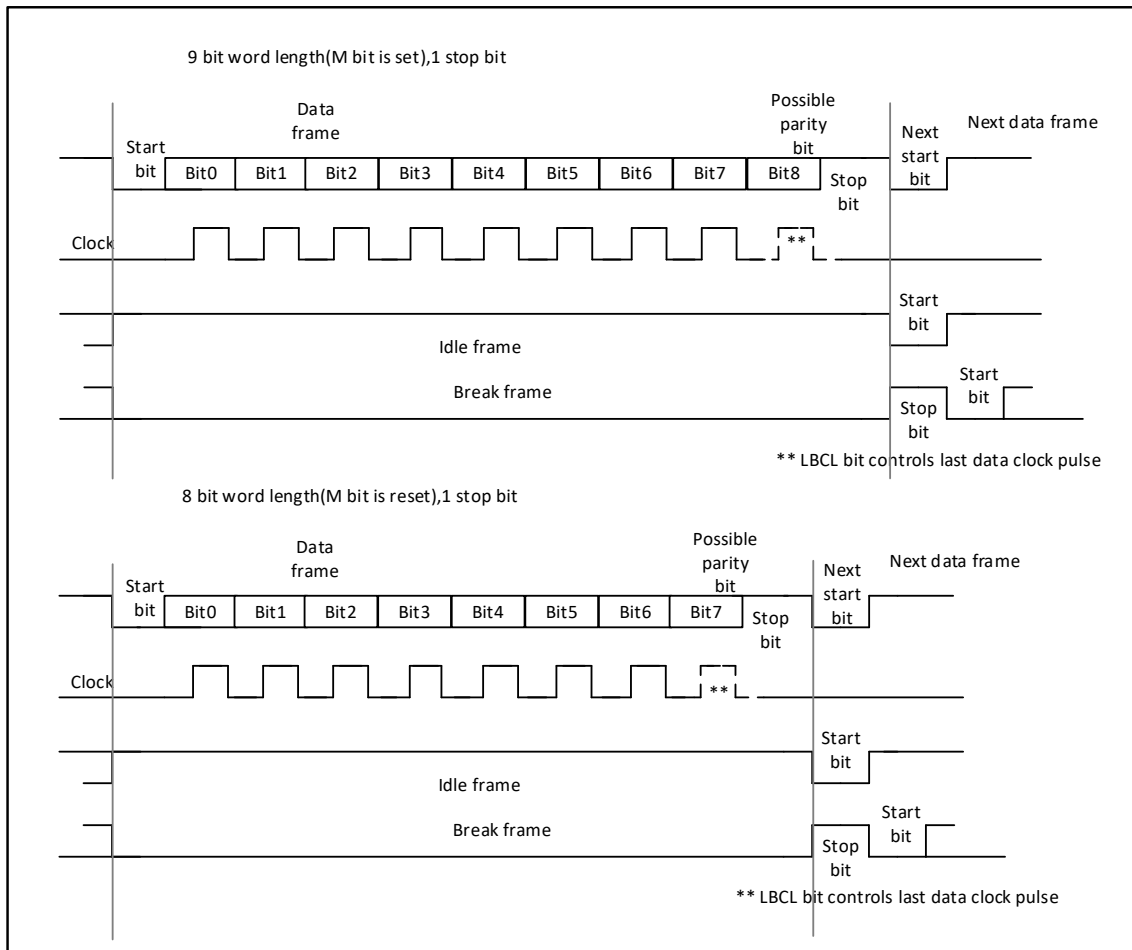 9 bit word length(M bit is set),1 stop bit
Data
frame
Possible
parity
bit
Next data frame
Start
bit
Next
start
bit
Bit0 Bit1 Bit2 Bit3 Bit4 Bit5 Bit6 Bit7 Bit8
Stop
bit
Clock
**
Start
bit
Idle frame
Break frame
Start
bit
Stop
bit
** LBCL bit controls last data clock pulse
8 bit word length(M bit is reset),1 stop bit
Data
frame
Possible
parity
bit
Next data frame
Start
bit
Next
start
bit
Bit0 Bit1 Bit2 Bit3 Bit4 Bit5 Bit6 Bit7
Stop
bit
Clock
**
Start
bit
Idle frame
Break frame
Start
bit
Stop
bit
** LBCL bit controls last data clock pulse